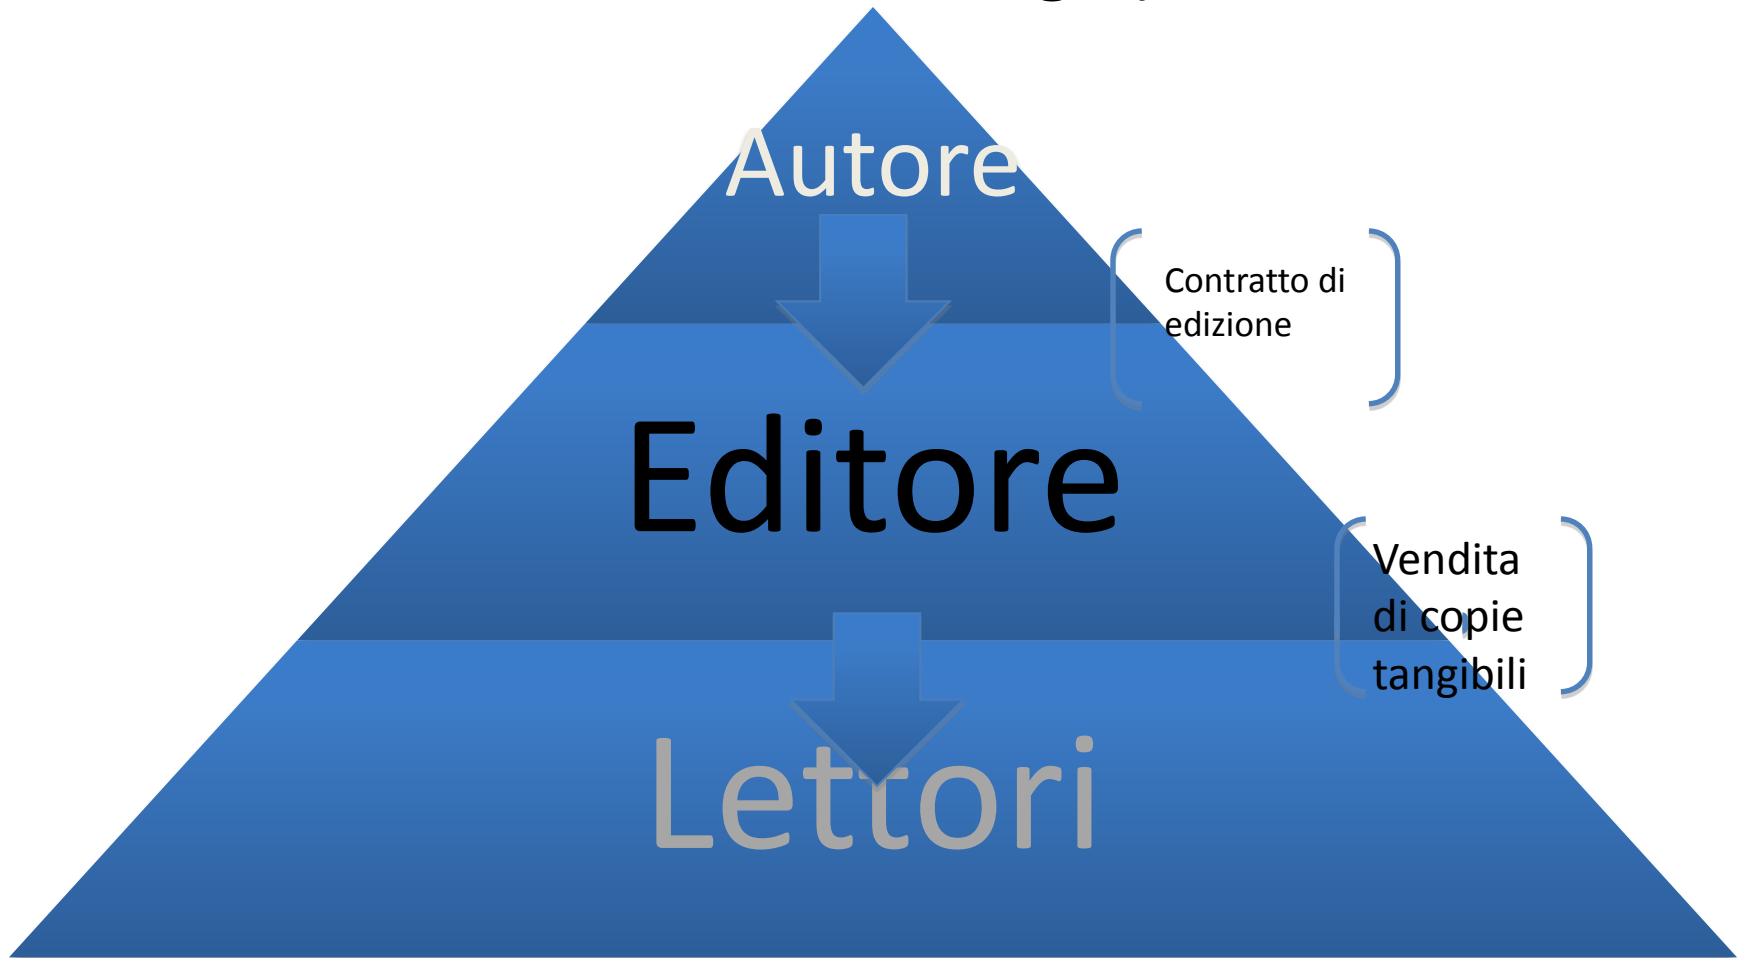 Autore
Contratto di
edizione
Editore
Vendita
di copie
tangibili
Lettori